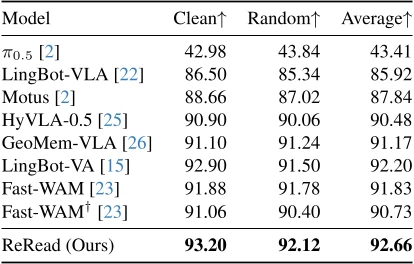 Model Clean↑ Random↑ Average↑
π0.5 [2] 42.98 43.84 43.41
LingBot-VLA [22] 86.50 85.34 85.92
Motus [2] 88.66 87.02 87.84
HyVLA-0.5 [25] 90.90 90.06 90.48
GeoMem-VLA [26] 91.10 91.24 91.17
LingBot-VA [15] 92.90 91.50 92.20
Fast-WAM [23] 91.88 91.78 91.83
Fast-WAM† [23] 91.06 90.40 90.73
ReRead (Ours) 93.20 92.12 92.66